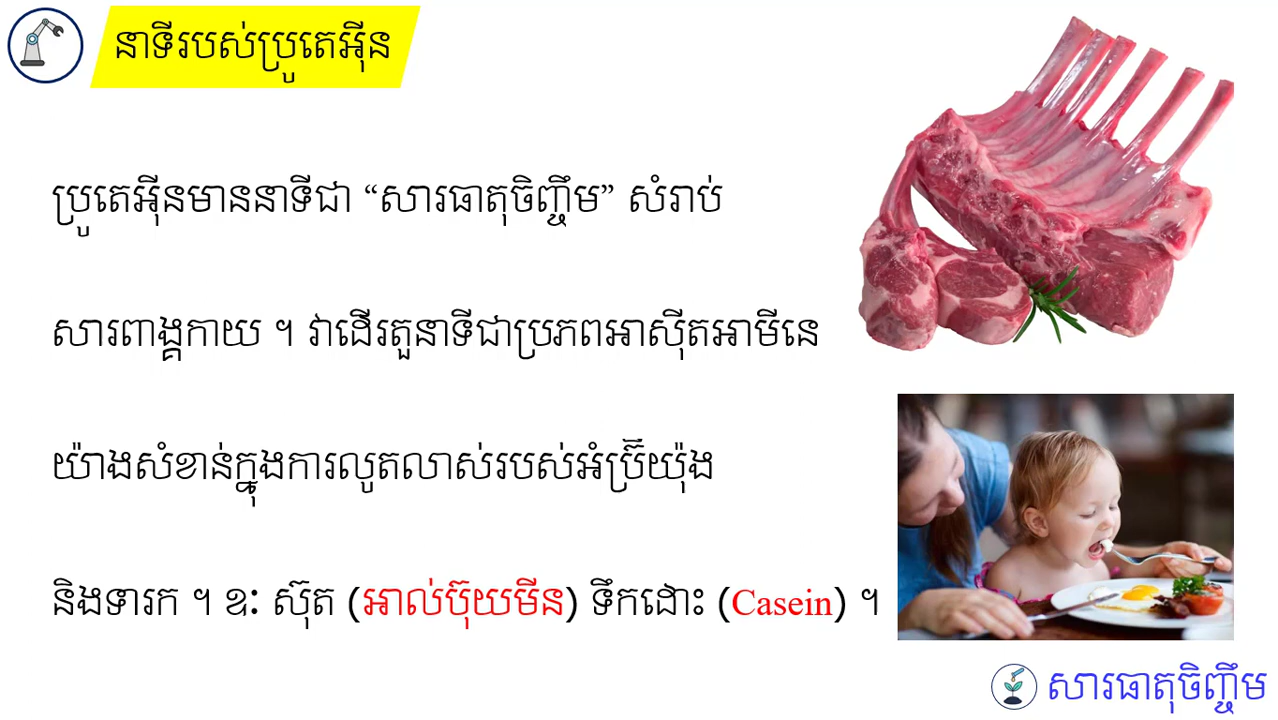 នាទីរបស់ប្រូតេអ៊ីន
ប្រូតេអ៊ីនមាននាទីជា “សារធាតុចិញ្ចឹម” សំរាប់
សារពាង្គកាយ ។ វាដើរតួនាទីជាប្រភពអាស៊ីតអាមីនេ
យ៉ាងសំខាន់ក្នុងការលូតលាស់របស់អំប្រ៊ីយ៉ុង
និងទារក ។ ឧៈ ស៊ុត (អាល់ប៊ុយមីន) ទឹកដោះ (Casein) ។
សារធាតុចិញ្ចឹម